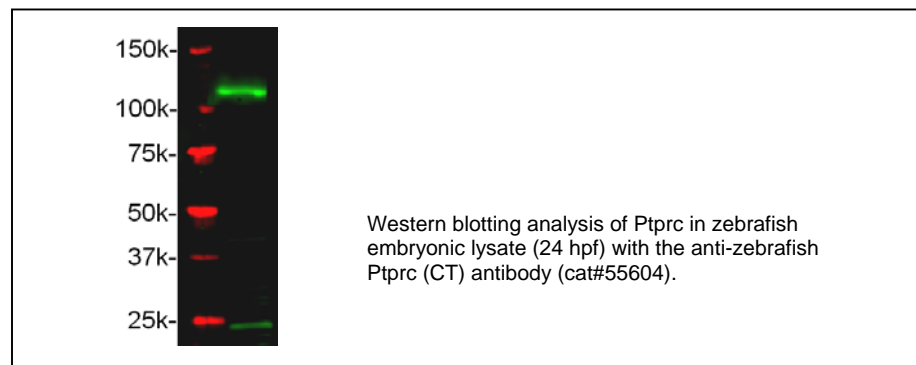 150k-
100k-
75k-
50k-
37k-
25k-
Western blotting analysis of Ptprc in zebrafish
embryonic lysate (24 hpf) with the anti-zebrafish
Ptprc (CT) antibody (cat#55604).